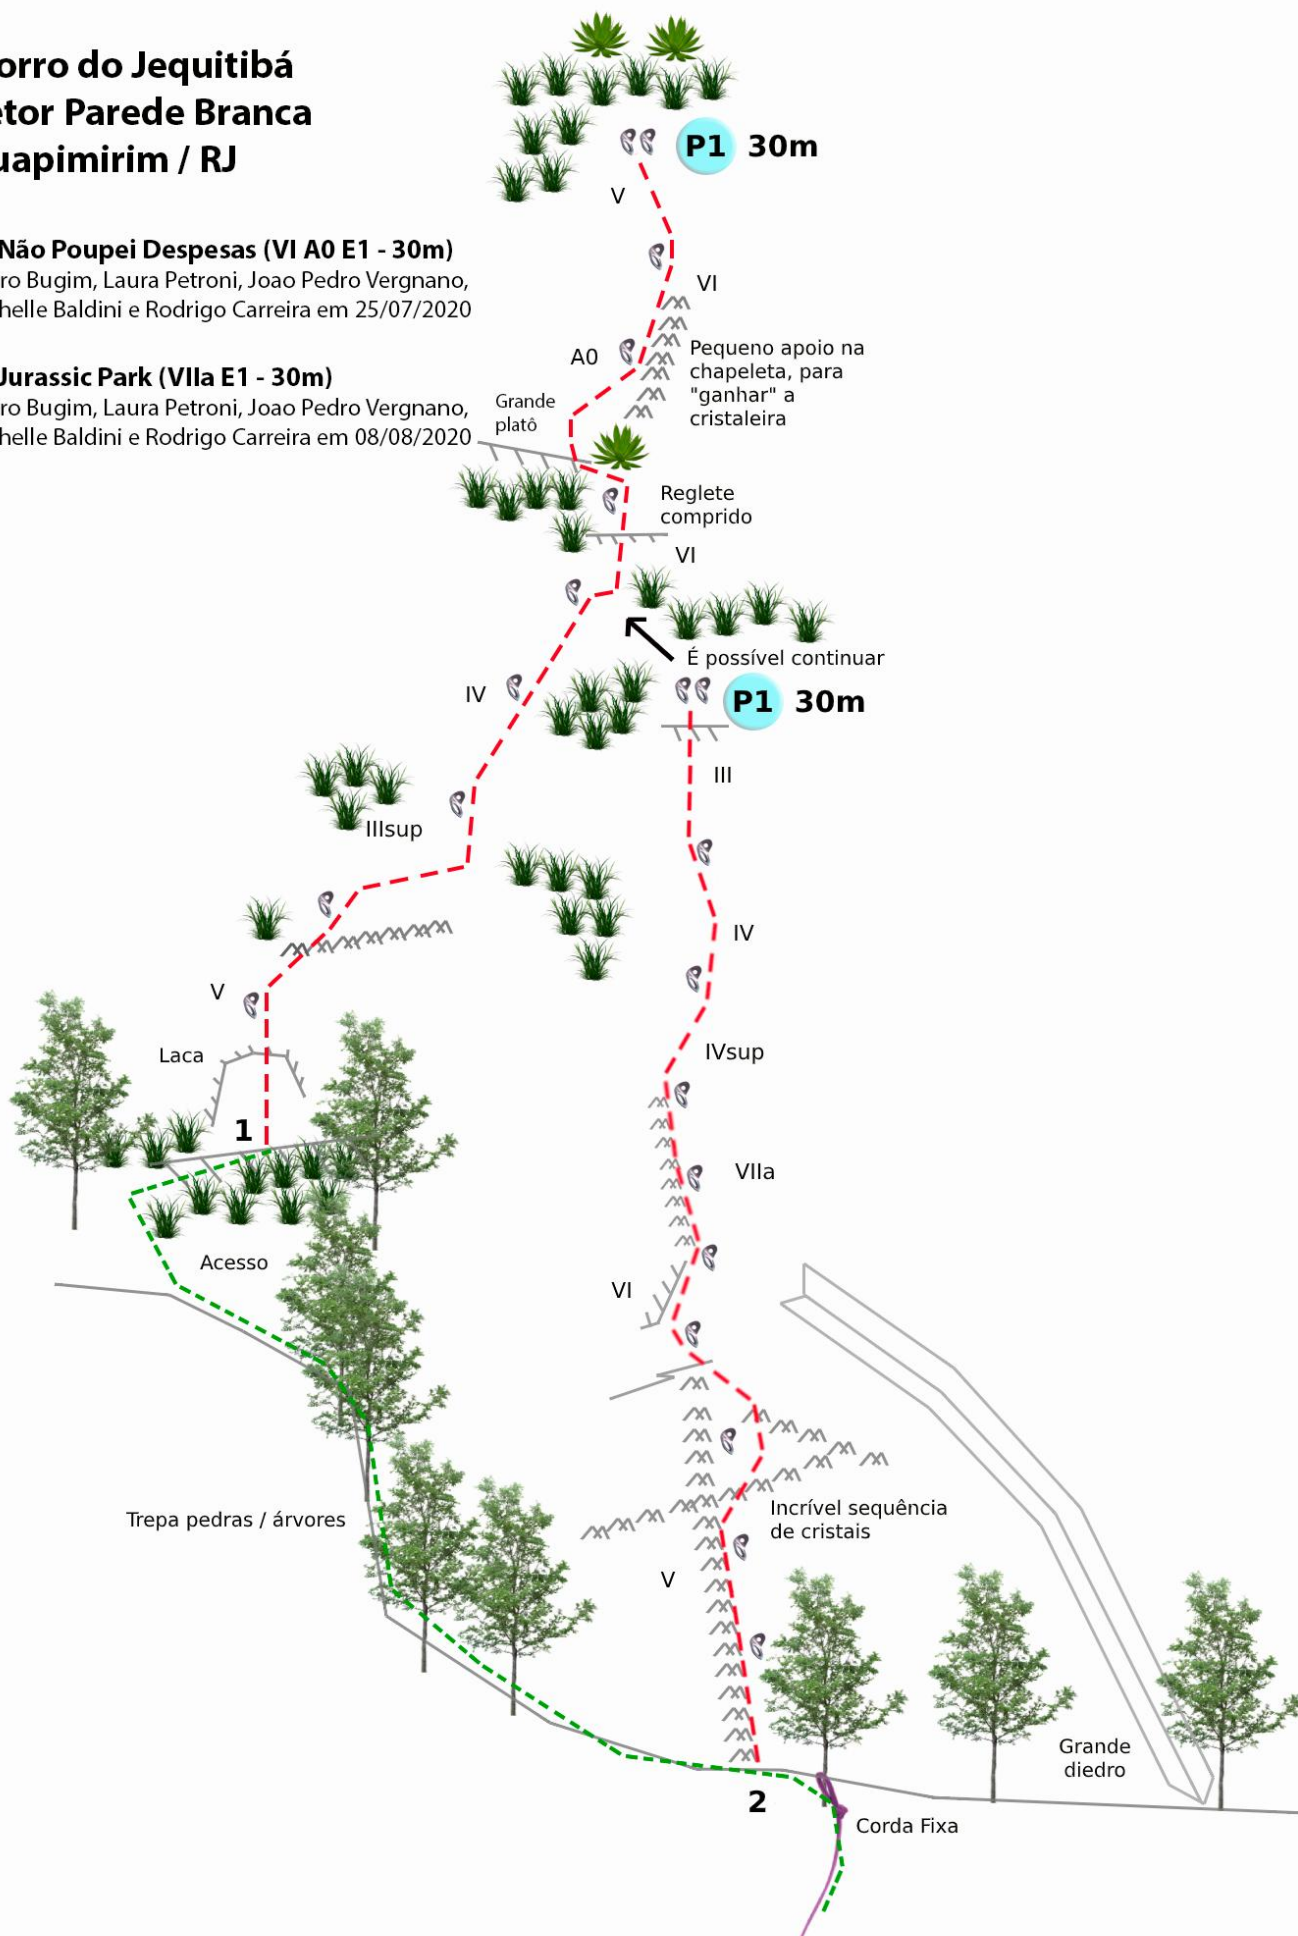 orro do Jequitibá
etor Parede Branca
uapimirim / RJ
Não Poupei Despesas (VI A0 E1 - 30m)
ro Bugim, Laura Petroni, Joao Pedro Vergnano,
helle Baldini e Rodrigo Carreira em 25/07/2020
Jurassic Park (VIIa E1 - 30m)
ro Bugim, Laura Petroni, Joao Pedro Vergnano,
helle Baldini e Rodrigo Carreira em 08/08/2020
P1 30m
V
VI
A0
Pequeno apoio na
chapeleta, para
"ganhar" a
cristaleira
Grande
platô
Reglete
comprido
VI
É possível continuar
P1 30m
IV
III
IIIsup
IV
V
IVsup
Laca
1
VIIa
Acesso
VI
Incrível sequência
de cristais
Trepa pedras / árvores
V
Grande
diedro
2
Corda Fixa